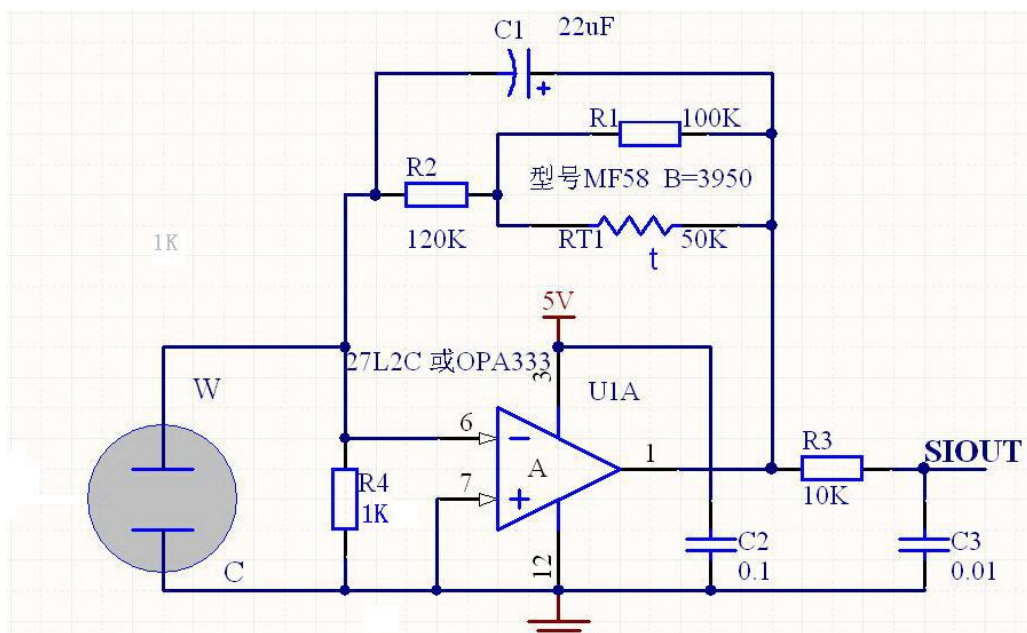 C1 22uF
R1 100K
R2
型号MF58 B=3950
1K
120K
RT1 50K
t
5V
27L2C 或OPA333
3
U1A
W
6
A
1
R3
SIOUT
7
R4
1K
10K
C
12
C2
0.1
C3
0.01